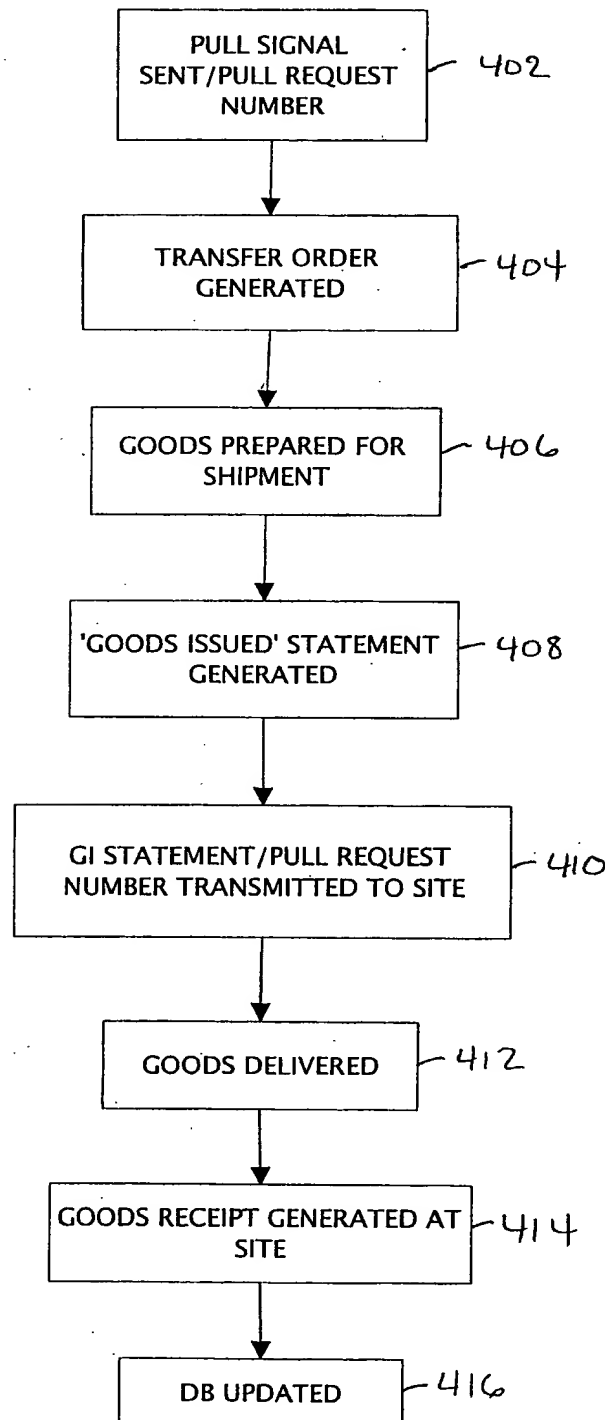 PULL SIGNAL
SENT/PULL REQUEST
NUMBER
402
TRANSFER ORDER
GENERATED
404
GOODS PREPARED FOR
SHIPMENT
406
'GOODS ISSUED' STATEMENT
GENERATED
408
GI STATEMENT/PULL REQUEST
NUMBER TRANSMITTED TO SITE
410
GOODS DELIVERED
412
GOODS RECEIPT GENERATED AT
SITE
414
DB UPDATED
416